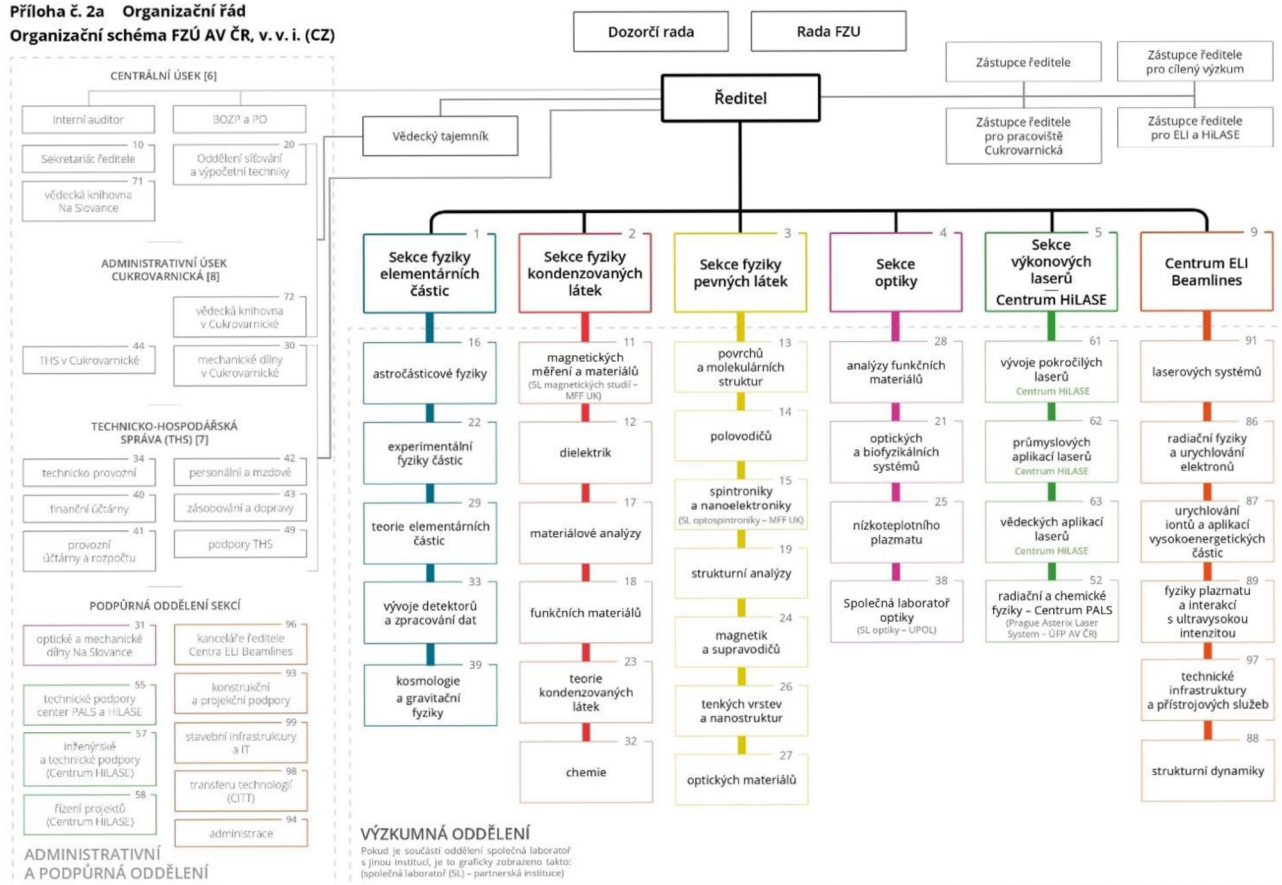 Příloha č. 2a Organizační řád
Organizační schéma FZÚ AV ČR, v. v. i. (CZ)
Dozorčí rada
Rada FZU
Ředitel
Zástupce ředitele
Zástupce ředitele
pro cílený výzkum
Zástupce ředitele
pro pracoviště
Cukrovarnická
Zástupce ředitele
pro ELI a HiLASE
Vědecký tajemník
CENTRÁLNÍ ÚSEK [6]
Interní auditor
BOZP a PO
10
Sekretariát ředitele
20
Oddělení síťování
a výpočetní techniky
71
vědecká knihovna
Na Slovance
ADMINISTRATIVNÍ ÚSEK
CUKROVARNICKÁ [8]
72
vědecká knihovna
v Cukrovarnické
44
THS v Cukrovarnické
30
mechanické dílny
v Cukrovarnické
TECHNICKO-HOSPODÁŘSKÁ
SPRÁVA (THS) [7]
34
technicko provozní
42
personální a mzdové
40
finanční účtárny
43
zásobování a dopravy
41
provozní
účtárny a rozpočtu
49
podpory THS
PODPŮRNÁ ODDĚLENÍ SEKCÍ
31
optické a mechanické
dílny Na Slovance
96
kanceláře ředitele
Centra ELI Beamlines
55
technické podpory
center PALS a HiLASE
93
konstrukční
a projekční podpory
57
inženýrské
a technické podpory
(Centrum HiLASE)
99
stavební infrastruktury
a IT
98
transferu technologií
(CITT)
58
řízení projektů
(Centrum HiLASE)
94
administrace
ADMINISTRATIVNÍ
A PODPŮRNÁ ODDĚLENÍ
1
Sekce fyziky
elementárních
částic
16
astročásticové fyziky
22
experimentální
fyziky částic
29
teorie elementárních
částic
33
vývoje detektorů
a zpracování dat
39
kosmologie
a gravitační
fyziky
2
Sekce fyziky
kondenzovaných
látek
11
magnetických
měření a materiálů
(SL magnetických studií –
MFF UK)
12
dielektrik
17
materiálové analýzy
18
funkčních materiálů
23
teorie
kondenzovaných
látek
32
chemie
3
Sekce fyziky
pevných látek
13
povrchů
a molekulárních
struktur
14
polovodičů
15
spintroniky
a nanoelektroniky
(SL optospintroniky – MFF UK)
19
strukturní analýzy
24
magnetik
a supravodičů
26
tenkých vrstev
a nanostruktur
27
optických materiálů
4
Sekce
optiky
28
analýzy funkčních
materiálů
21
optických
a biofyzikálních
systémů
25
nízkoteplotního
plazmatu
38
Společná laboratoř
optiky
(SL optiky – UPOL)
5
Sekce
výkonových
laserů
Centrum HiLASE
61
vývoje pokročilých
laserů
Centrum HiLASE
62
průmyslových
aplikací laserů
Centrum HiLASE
63
vědeckých aplikací
laserů
Centrum HiLASE
52
radiační a chemické
fyziky – Centrum PALS
(Prague Asterix Laser
System – ÚFP AV ČR)
9
Centrum ELI
Beamlines
91
laserových systémů
86
radiační fyziky
a urychlování
elektronů
87
urychlování
iontů a aplikací
vysokoenergetických
částic
89
fyziky plazmatu
a interakcí
s ultravysokou
intenzitou
97
technické
infrastruktury
a přístrojových služeb
88
strukturní dynamiky
VÝZKUMNÁ ODDĚLENÍ
Pokud je součástí oddělení společná laboratoř
s jinou institucí, je to graficky zobrazeno takto:
(společná laboratoř (SL) – partnerská instituce)